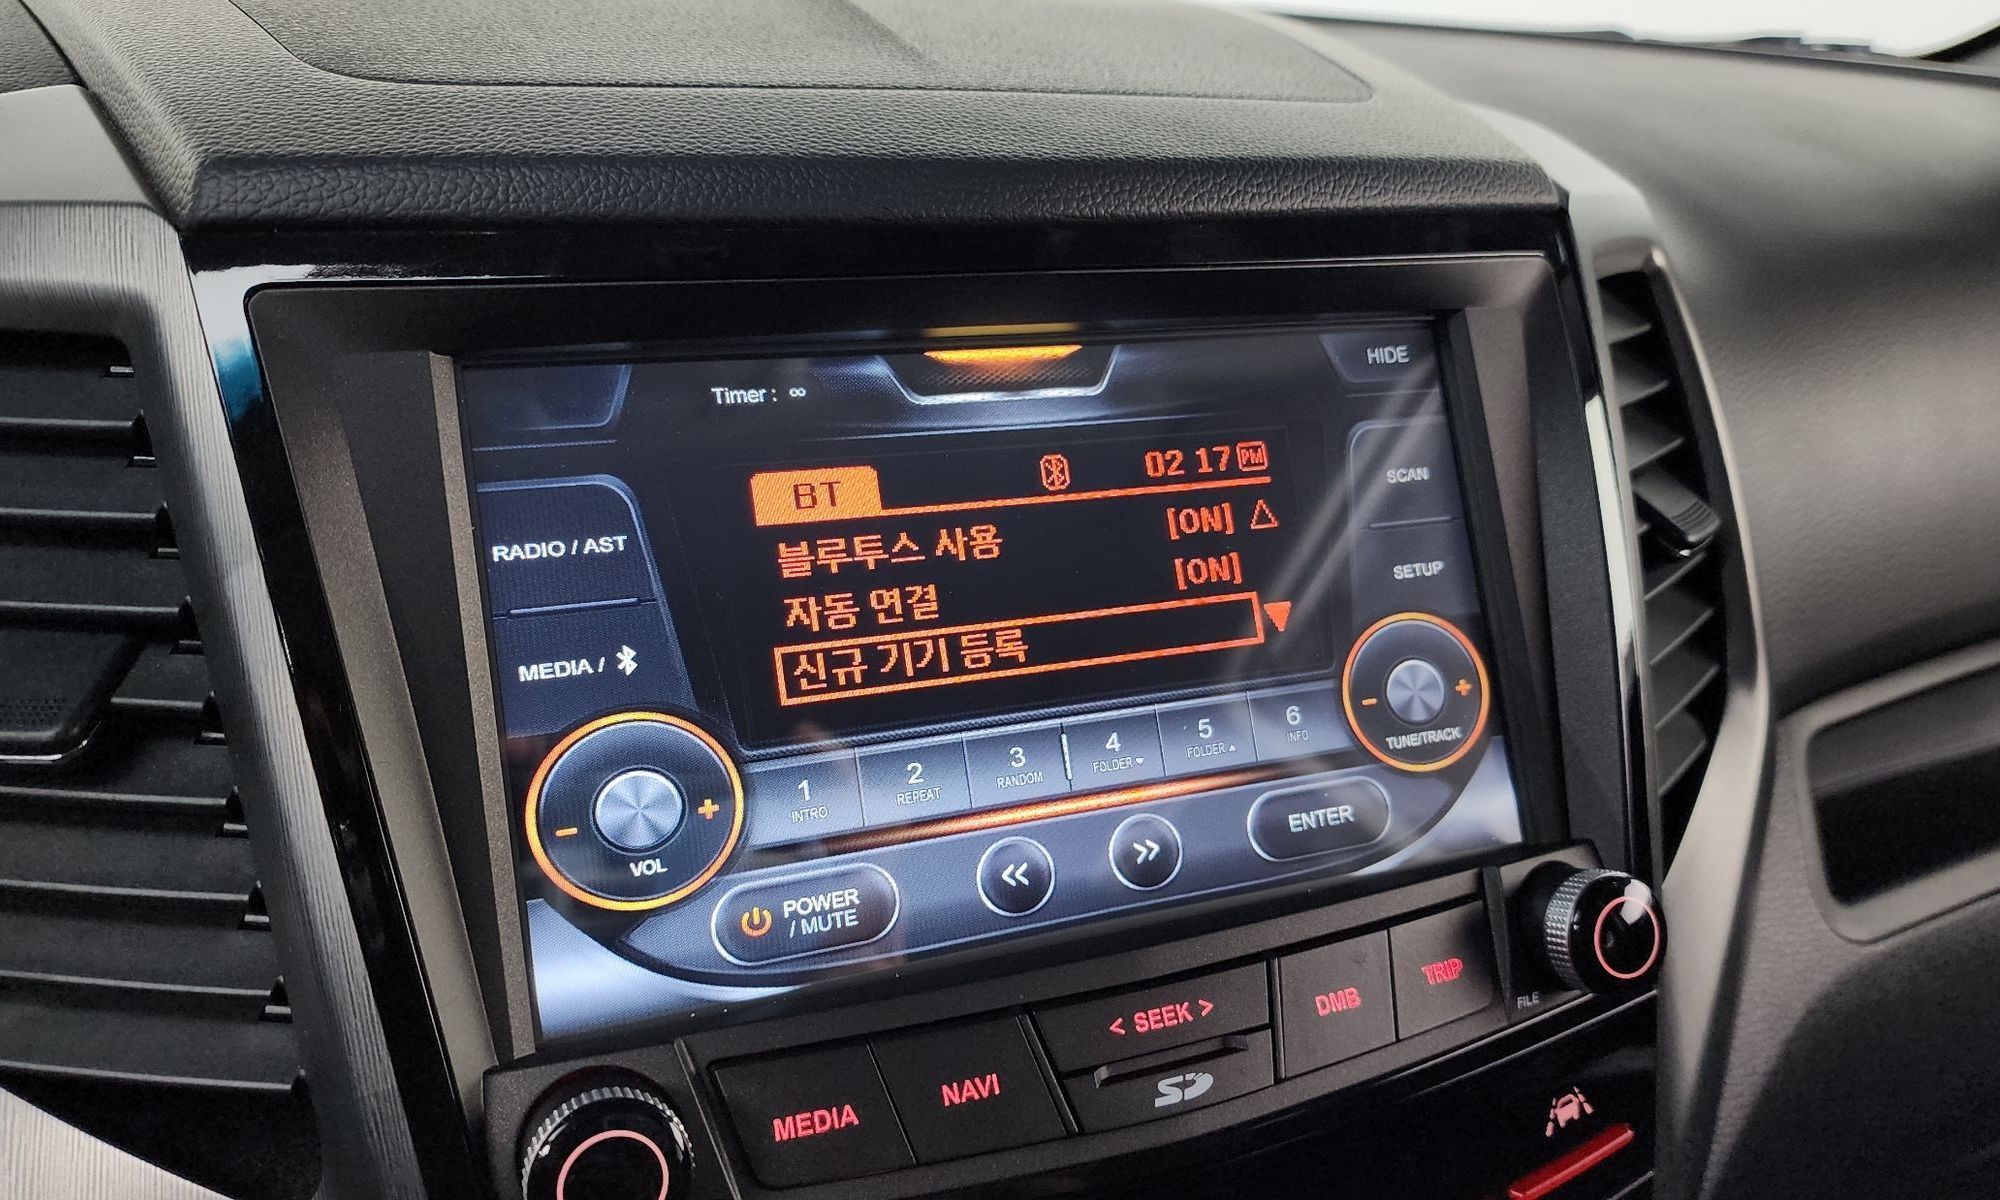 HIDE
Timer : ∞
BT
02 17 PM
블루투스 사용 [ON]
자동 연결 [ON]
신규 기기 등록
RADIO / AST
MEDIA /
SCAN
SETUP
- +
VOL
- +
TUNE/TRACK
1
INTRO
2
REPEAT
3
RANDOM
4
FOLDER
5
FOLDER
6
INFO
POWER
/ MUTE
<<
>>
ENTER
MEDIA
NAVI
< SEEK >
SD
DMB
TRIP
FILE